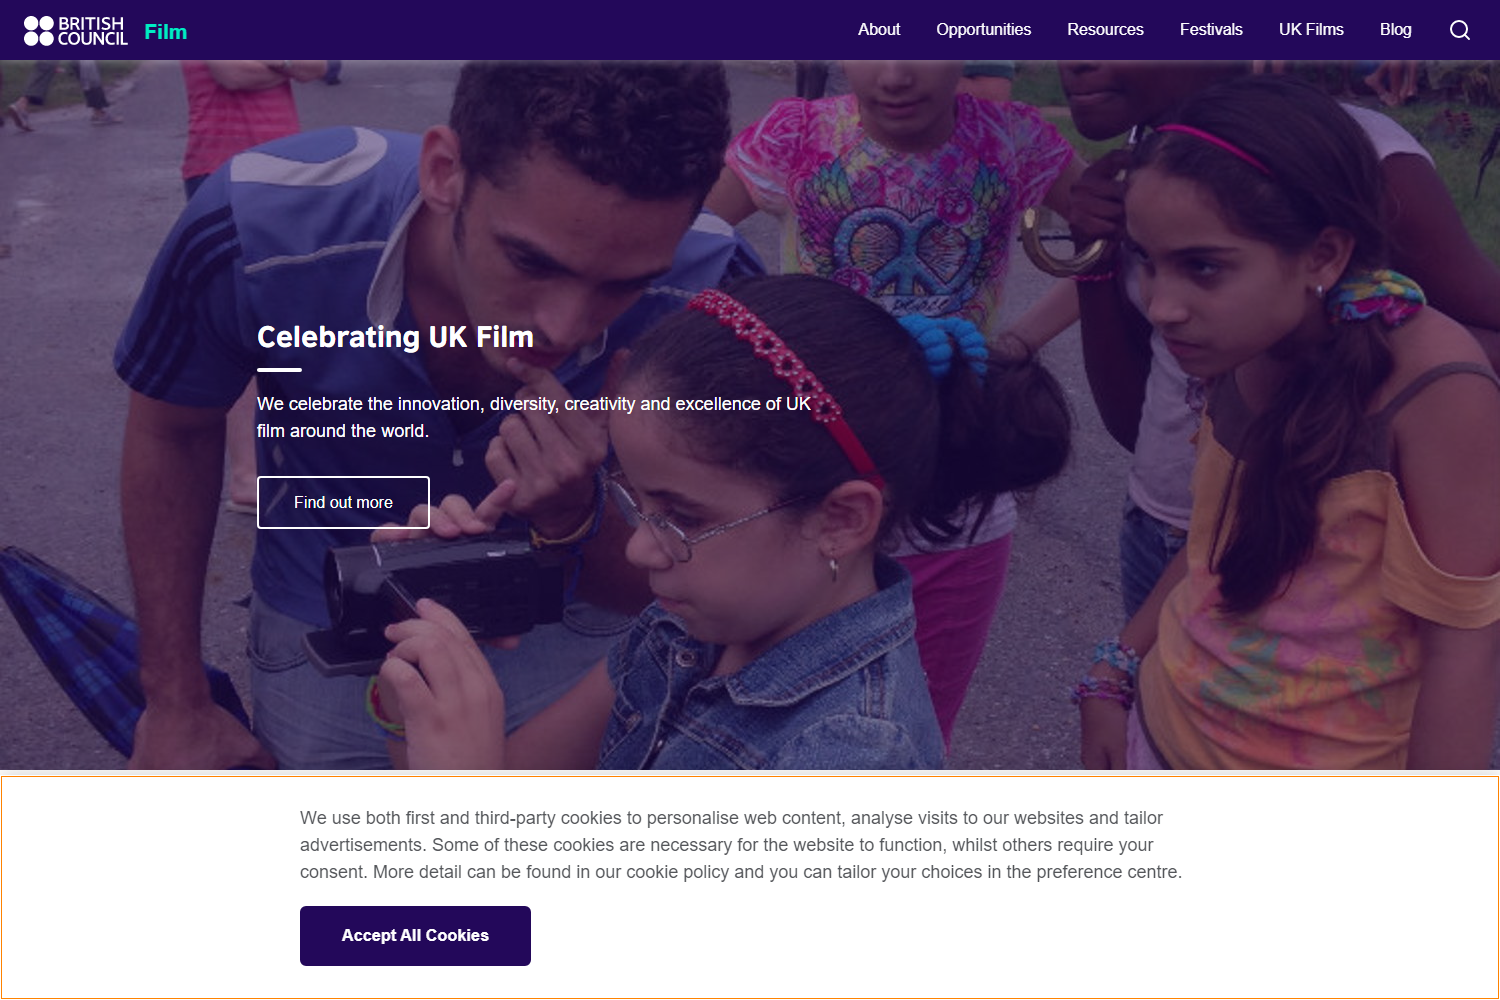 BRITISH
COUNCIL
Film
About
Opportunities
Resources
Festivals
UK Films
Blog
peace
Celebrating UK Film
We celebrate the innovation, diversity, creativity and excellence of UK
film around the world.
Find out more
We use both first and third-party cookies to personalise web content, analyse visits to our websites and tailor
advertisements. Some of these cookies are necessary for the website to function, whilst others require your
consent. More detail can be found in our cookie policy and you can tailor your choices in the preference centre.
Accept All Cookies